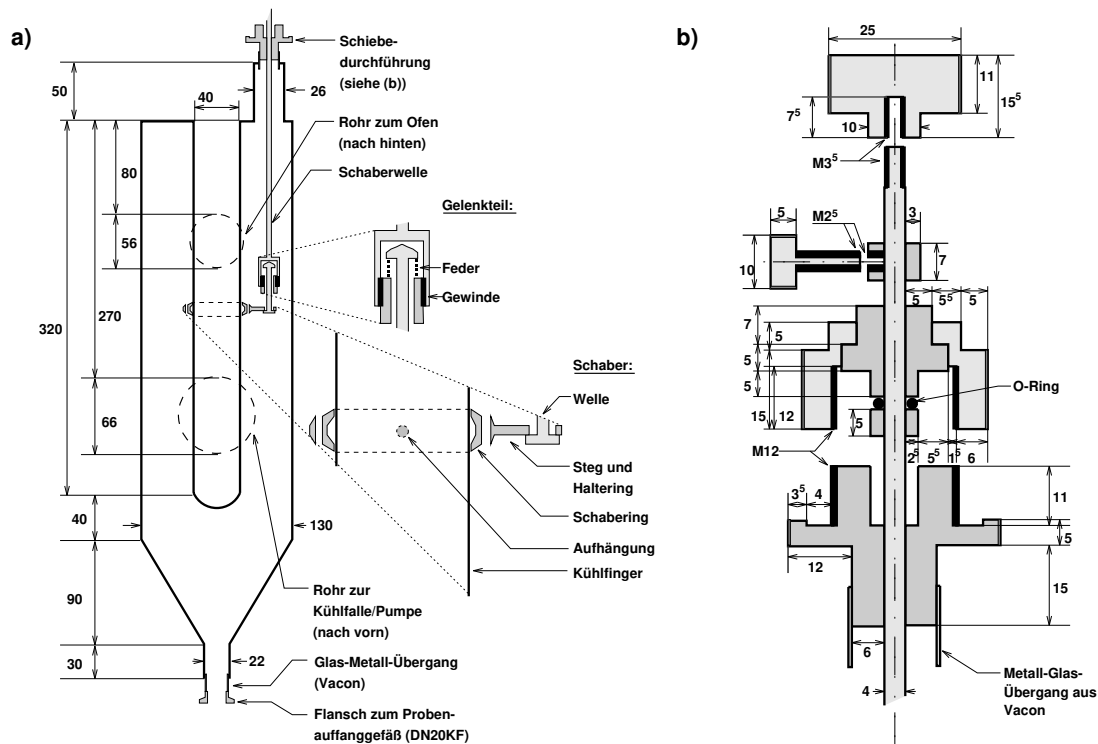 a)
Schiebe-
durchführung
(siehe (b))
50
26
40
Rohr zum Ofen
(nach hinten)
80
Schaberwelle
Gelenkteil:
56
Feder
Gewinde
270
320
Schaber:
Welle
66
Steg und
Haltering
Schabering
40
130
Aufhängung
Kühlfinger
90
Rohr zur
Kühlfalle/Pumpe
(nach vorn)
30
22
Glas-Metall-Übergang
(Vacon)
Flansch zum Proben-
auffanggefäß (DN20KF)
b)
25
11
15⁵
7⁵
10
M3⁵
5
M2⁵
3
10
7
5
5⁵
5
7
5
5
5
O-Ring
15
12
5
M12
2⁵
5⁵
1⁵
6
3⁵
4
11
5
12
15
6
4
Metall-Glas-
Übergang aus
Vacon